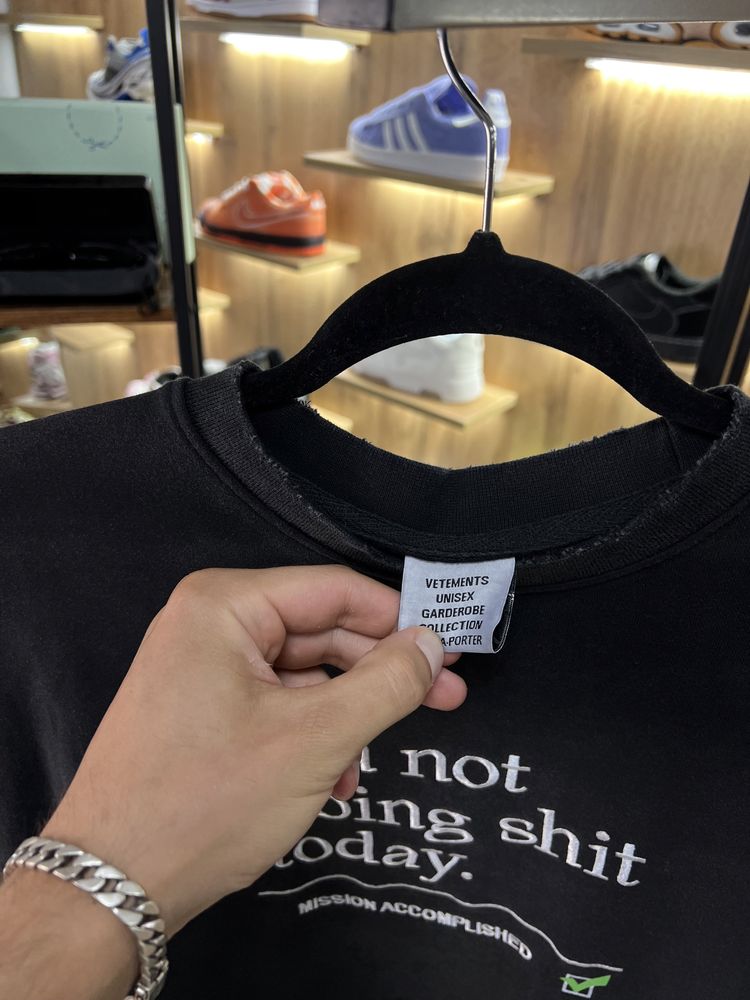 VETEMENTS
UNISEX
GARDEROBE
COLLECTION
A-PORTER
not
oing shit
today.
MISSION ACCOMPLISHED